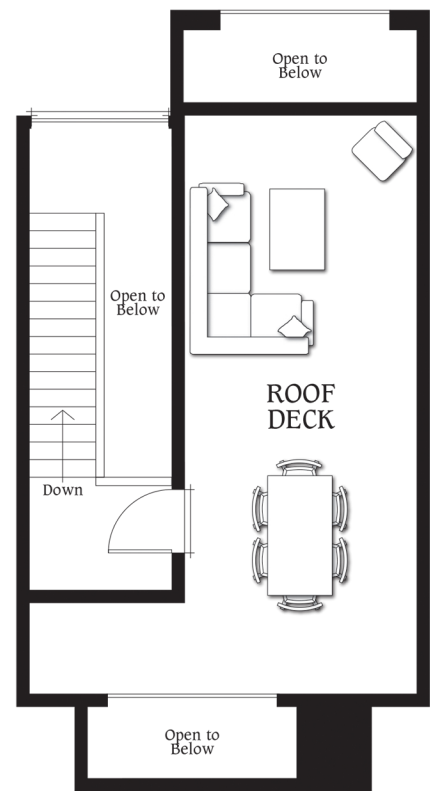 Open to
Below
Open to
Below
ROOF
DECK
Down
Open to
Below